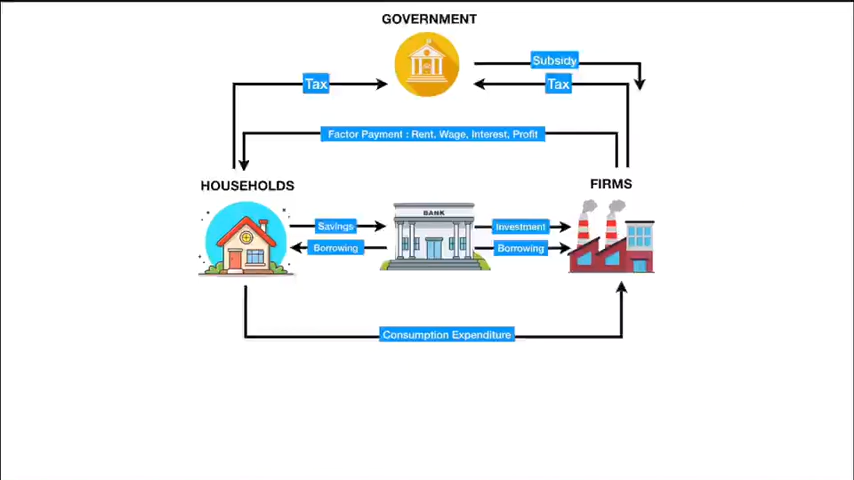 GOVERNMENT
Subsidy
Tax
Tax
Factor Payment : Rent, Wage, Interest, Profit
HOUSEHOLDS
FIRMS
BANK
Savings
Investment
Borrowing
Borrowing
Consumption Expenditure